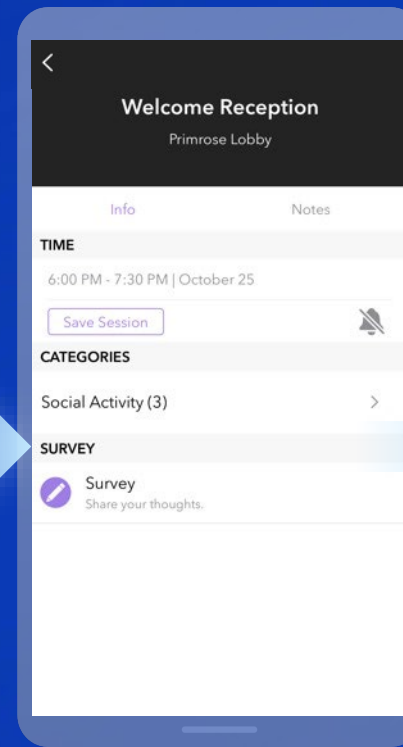 Welcome Reception
Primrose Lobby
Info Notes
TIME
6:00 PM - 7:30 PM | October 25
Save Session
CATEGORIES
Social Activity (3)
SURVEY
Survey
Share your thoughts.